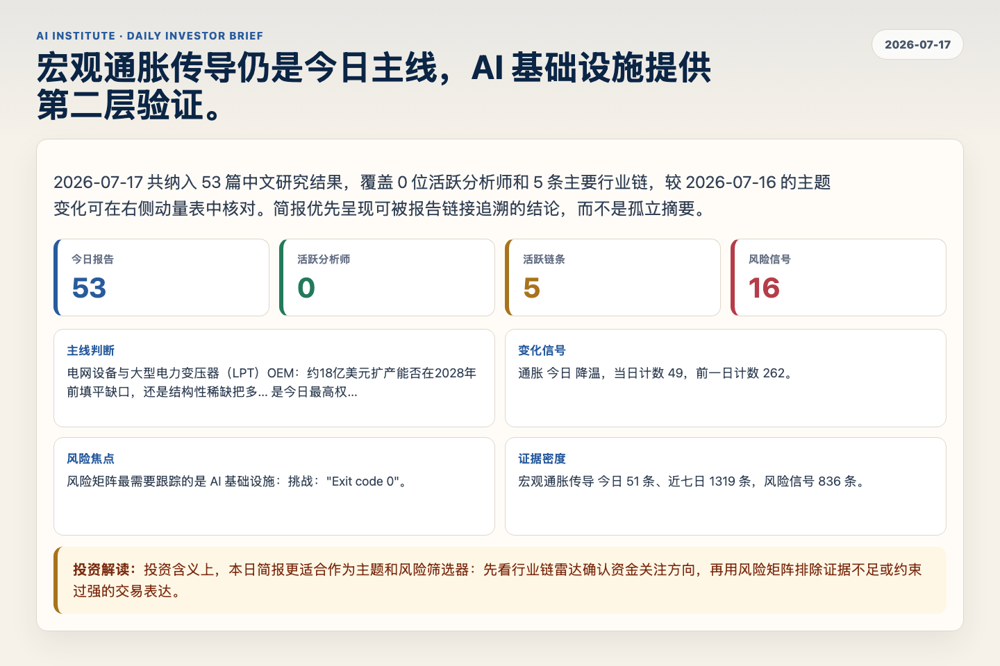 AI INSTITUTE · DAILY INVESTOR BRIEF
2026-07-17
宏观通胀传导仍是今日主线，AI 基础设施提供
第二层验证。
2026-07-17 共纳入 53 篇中文研究结果，覆盖 0 位活跃分析师和 5 条主要行业链，较 2026-07-16 的主题
变化可在右侧动量表中核对。简报优先呈现可被报告链接追溯的结论，而不是孤立摘要。
今日报告
53
活跃分析师
0
活跃链条
5
风险信号
16
主线判断
电网设备与大型电力变压器（LPT）OEM：约18亿美元扩产能否在2028年
前填平缺口，还是结构性稀缺把多... 是今日最高权...
变化信号
通胀 今日 降温，当日计数 49，前一日计数 262。
风险焦点
风险矩阵最需要跟踪的是 AI 基础设施：挑战："Exit code 0"。
证据密度
宏观通胀传导 今日 51 条、近七日 1319 条，风险信号 836 条。
投资解读：投资含义上，本日简报更适合作为主题和风险筛选器：先看行业链雷达确认资金关注方向，再用风险矩阵排除证据不足或约束
过强的交易表达。